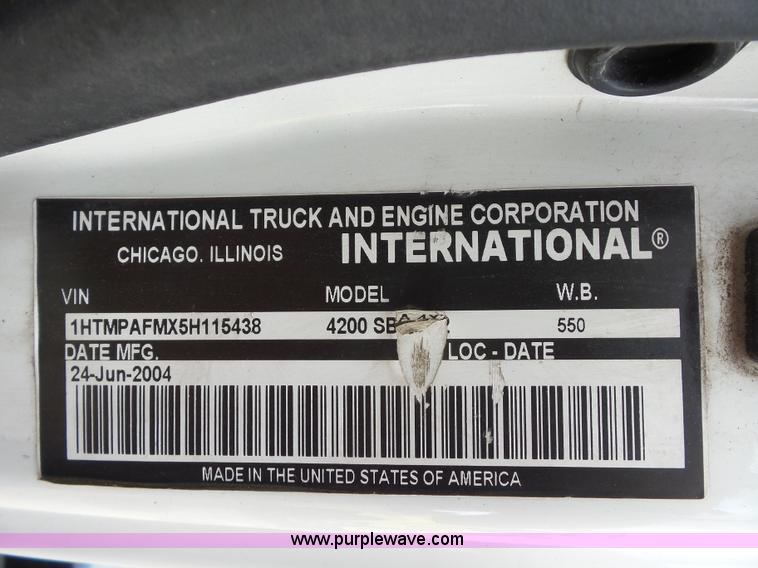 INTERNATIONAL TRUCK AND ENGINE CORPORATION
CHICAGO, ILLINOIS INTERNATIONAL®
VIN MODEL W.B.
1HTMPAFMX5H115438 4200 550
DATE MFG. LOC - DATE
24-Jun-2004
MADE IN THE UNITED STATES OF AMERICA
www.purplewave.com